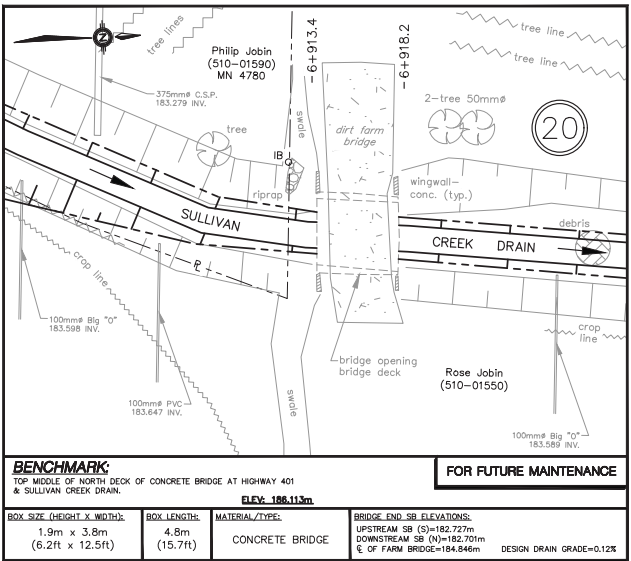 tree lines
Philip Jobin
(510-01590)
MN 4780
-6+913.4
-6+918.2
tree line
tree line
Z
375mmø C.S.P.
183.279 INV.
swale
dirt farm
bridge
2-tree 50mmø
20
tree
IB
riprap
wingwall-
conc. (typ.)
SULLIVAN
CREEK DRAIN
debris
crop line
PL
100mmø Big "O"
183.598 INV.
100mmø PVC
183.647 INV.
swale
bridge opening
bridge deck
Rose Jobin
(510-01550)
crop
line
100mmø Big "O"
183.589 INV.
BENCHMARK:
TOP MIDDLE OF NORTH DECK OF CONCRETE BRIDGE AT HIGHWAY 401
& SULLIVAN CREEK DRAIN.
ELEV: 186.113m
FOR FUTURE MAINTENANCE
BOX SIZE (HEIGHT X WIDTH):
1.9m x 3.8m
(6.2ft x 12.5ft)
BOX LENGTH:
4.8m
(15.7ft)
MATERIAL/TYPE:
CONCRETE BRIDGE
BRIDGE END SB ELEVATIONS:
UPSTREAM SB (S)=182.727m
DOWNSTREAM SB (N)=182.701m
℄ OF FARM BRIDGE=184.846m DESIGN DRAIN GRADE=0.12%